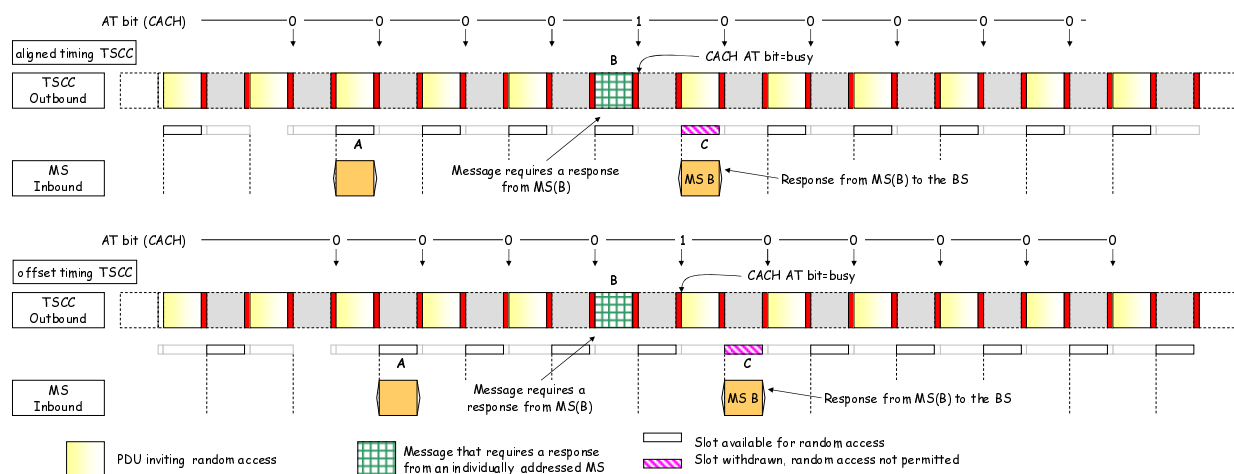 AT bit (CACH) 0 0 0 0 1 0 0 0 0 0
aligned timing TSCC
B
CACH AT bit=busy
TSCC
Outbound
A
C
MS
Inbound
Message requires a response
from MS(B)
MS B
Response from MS(B) to the BS
AT bit (CACH) 0 0 0 0 1 0 0 0 0 0
offset timing TSCC
B
CACH AT bit=busy
TSCC
Outbound
A
C
MS
Inbound
Message requires a
response from MS(B)
MS B
Response from MS(B) to the BS
PDU inviting random access
Message that requires a response
from an individually addressed MS
Slot available for random access
Slot withdrawn, random access not permitted